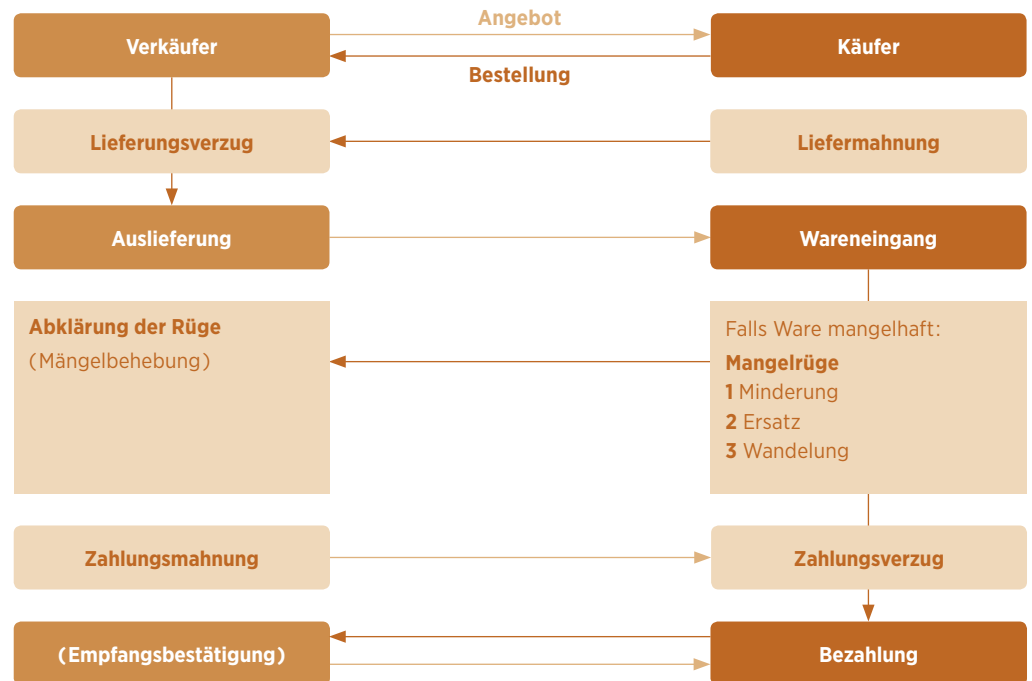 Angebot
Verkäufer
Käufer
Bestellung
Lieferungsverzug
Liefermahnung
Auslieferung
Wareneingang
Abklärung der Rüge
(Mängelbehebung)
Falls Ware mangelhaft:
Mangelrüge
1 Minderung
2 Ersatz
3 Wandelung
Zahlungsmahnung
Zahlungsverzug
(Empfangsbestätigung)
Bezahlung